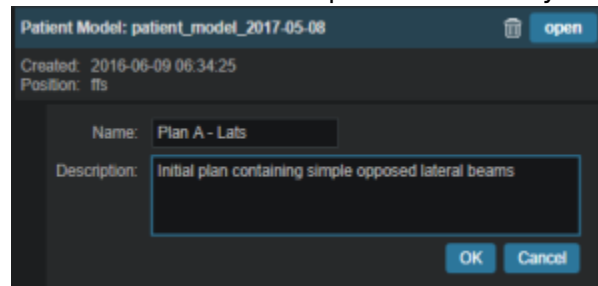 Patient Model: patient_model_2017-05-08 open
Created: 2016-06-09 06:34:25
Position: ffs
Name: Plan A - Lats
Description: Initial plan containing simple opposed lateral beams
OK Cancel